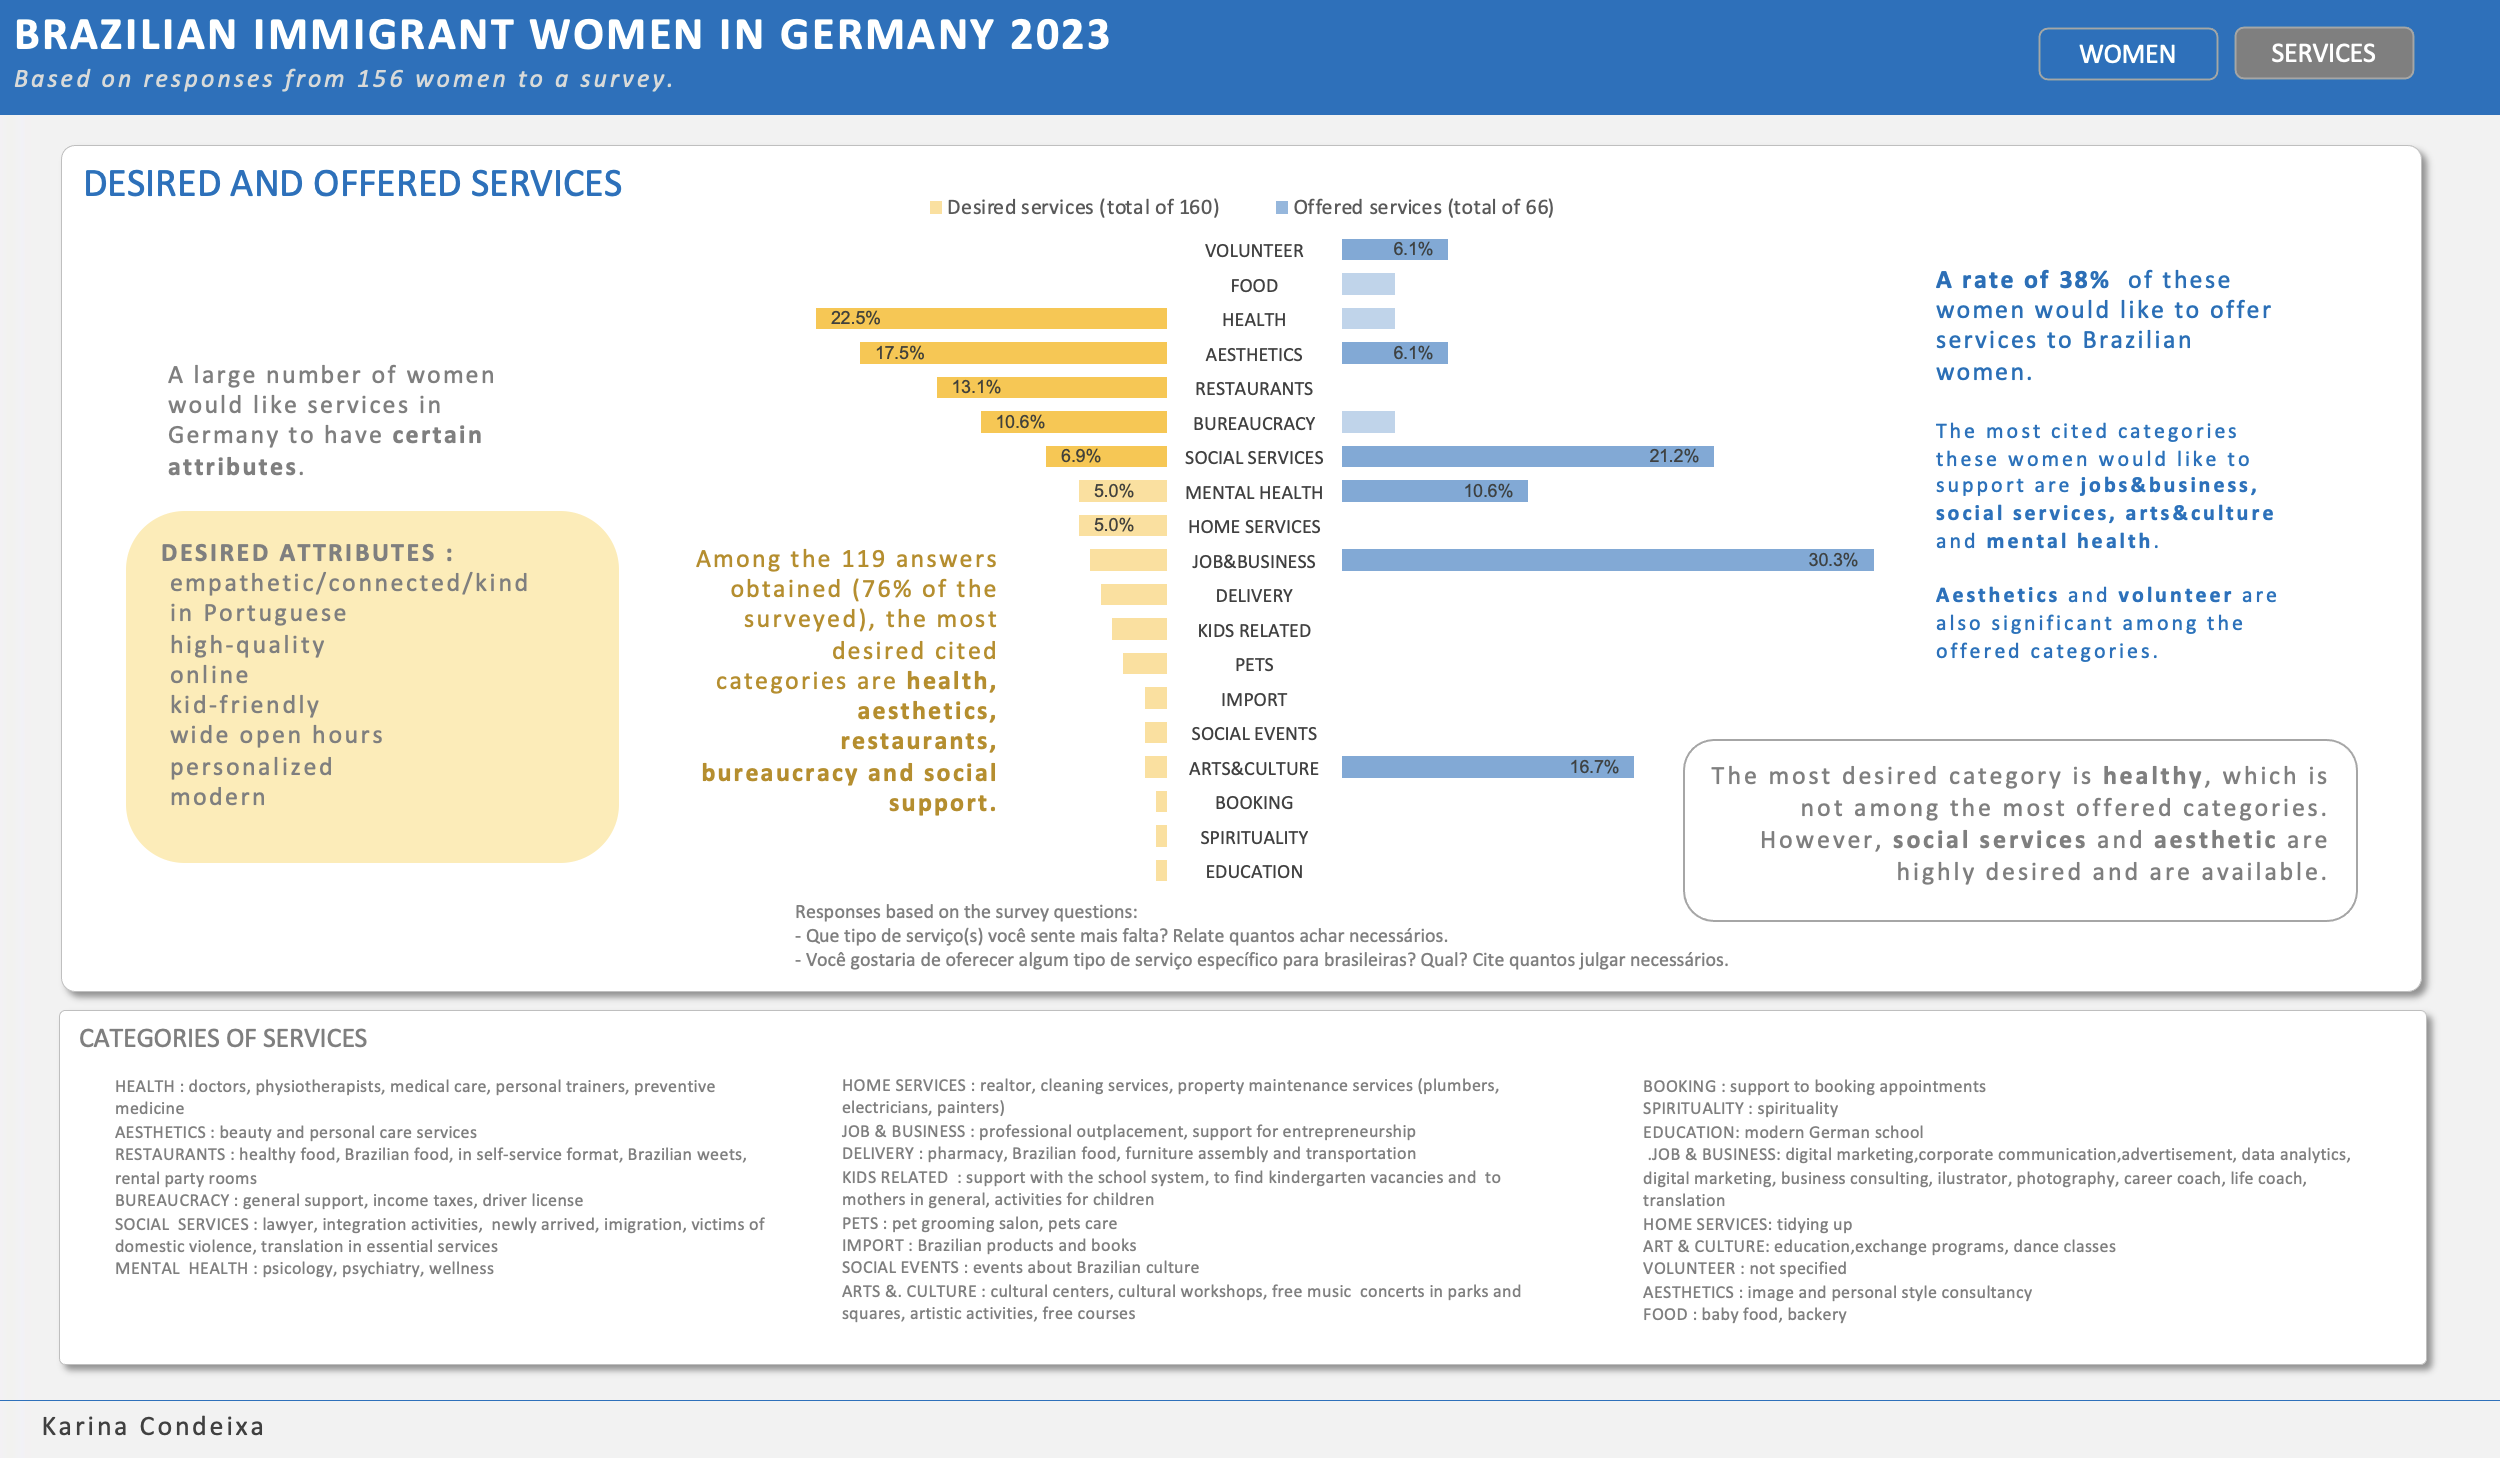 BRAZILIAN IMMIGRANT WOMEN IN GERMANY 2023
Based on responses from 156 women to a survey.
WOMEN
SERVICES
DESIRED AND OFFERED SERVICES
Desired services (total of 160)
Offered services (total of 66)
VOLUNTEER 6.1%
FOOD
22.5% HEALTH
17.5% AESTHETICS 6.1%
13.1% RESTAURANTS
10.6% BUREAUCRACY
6.9% SOCIAL SERVICES 21.2%
5.0% MENTAL HEALTH 10.6%
5.0% HOME SERVICES
JOB&BUSINESS 30.3%
DELIVERY
KIDS RELATED
PETS
IMPORT
SOCIAL EVENTS
ARTS&CULTURE 16.7%
BOOKING
SPIRITUALITY
EDUCATION
A large number of women
would like services in
Germany to have certain
attributes.
DESIRED ATTRIBUTES :
empathetic/connected/kind
in Portuguese
high-quality
online
kid-friendly
wide open hours
personalized
modern
Among the 119 answers
obtained (76% of the
surveyed), the most
desired cited
categories are health,
aesthetics,
restaurants,
bureaucracy and social
support.
A rate of 38%  of these
women would like to offer
services to Brazilian
women.
The most cited categories
these women would like to
support are jobs&business,
social services, arts&culture
and mental health.
Aesthetics and volunteer are
also significant among the
offered categories.
The most desired category is healthy, which is
not among the most offered categories.
However, social services and aesthetic are
highly desired and are available.
Responses based on the survey questions:
- Que tipo de serviço(s) você sente mais falta? Relate quantos achar necessários.
- Você gostaria de oferecer algum tipo de serviço específico para brasileiras? Qual? Cite quantos julgar necessários.
CATEGORIES OF SERVICES
HEALTH : doctors, physiotherapists, medical care, personal trainers, preventive
medicine
AESTHETICS : beauty and personal care services
RESTAURANTS : healthy food, Brazilian food, in self-service format, Brazilian weets,
rental party rooms
BUREAUCRACY : general support, income taxes, driver license
SOCIAL  SERVICES : lawyer, integration activities,  newly arrived, imigration, victims of
domestic violence, translation in essential services
MENTAL  HEALTH : psicology, psychiatry, wellness
HOME SERVICES : realtor, cleaning services, property maintenance services (plumbers,
electricians, painters)
JOB & BUSINESS : professional outplacement, support for entrepreneurship
DELIVERY : pharmacy, Brazilian food, furniture assembly and transportation
KIDS RELATED  : support with the school system, to find kindergarten vacancies and  to
mothers in general, activities for children
PETS : pet grooming salon, pets care
IMPORT : Brazilian products and books
SOCIAL EVENTS : events about Brazilian culture
ARTS &. CULTURE : cultural centers, cultural workshops, free music  concerts in parks and
squares, artistic activities, free courses
BOOKING : support to booking appointments
SPIRITUALITY : spirituality
EDUCATION: modern German school
.JOB & BUSINESS: digital marketing,corporate communication,advertisement, data analytics,
digital marketing, business consulting, ilustrator, photography, career coach, life coach,
translation
HOME SERVICES: tidying up
ART & CULTURE: education,exchange programs, dance classes
VOLUNTEER : not specified
AESTHETICS : image and personal style consultancy
FOOD : baby food, backery
Karina Condeixa